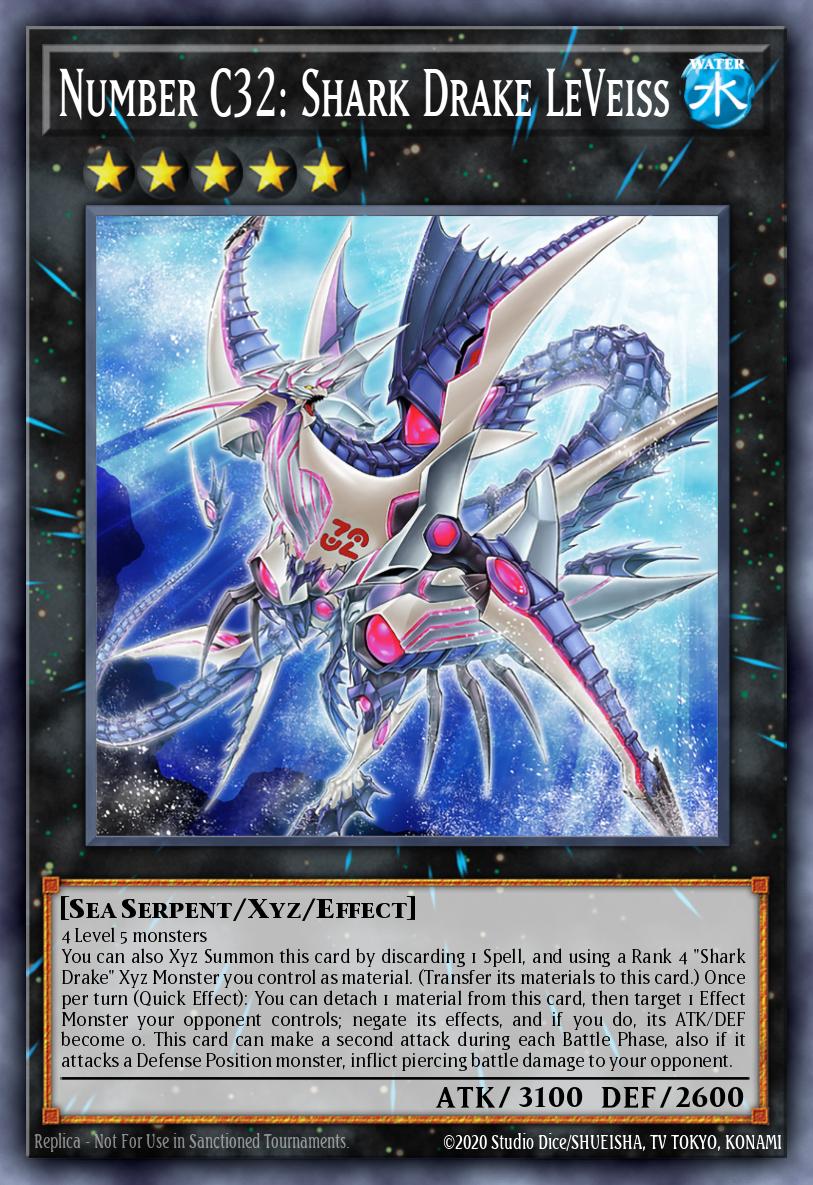 Number C32: Shark Drake LeVeiss
WATER
水
32
[Sea Serpent/Xyz/Effect]
4 Level 5 monsters
You can also Xyz Summon this card by discarding 1 Spell, and using a Rank 4 "Shark
Drake" Xyz Monster you control as material. (Transfer its materials to this card.) Once
per turn (Quick Effect): You can detach 1 material from this card, then target 1 Effect
Monster your opponent controls; negate its effects, and if you do, its ATK/DEF
become 0. This card can make a second attack during each Battle Phase, also if it
attacks a Defense Position monster, inflict piercing battle damage to your opponent.
ATK/ 3100 DEF/2600
Replica - Not For Use in Sanctioned Tournaments.
©2020 Studio Dice/SHUEISHA, TV TOKYO, KONAMI